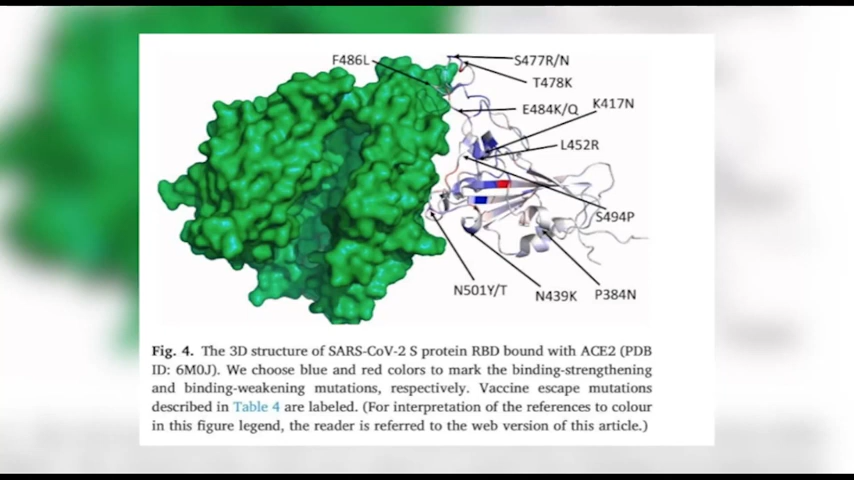 F486L
S477R/N
T478K
E484K/Q
K417N
L452R
S494P
N501Y/T
N439K
P384N
Fig. 4. The 3D structure of SARS-CoV-2 S protein RBD bound with ACE2 (PDB
ID: 6M0J). We choose blue and red colors to mark the binding-strengthening
and binding-weakening mutations, respectively. Vaccine escape mutations
described in Table 4 are labeled. (For interpretation of the references to colour
in this figure legend, the reader is referred to the web version of this article.)